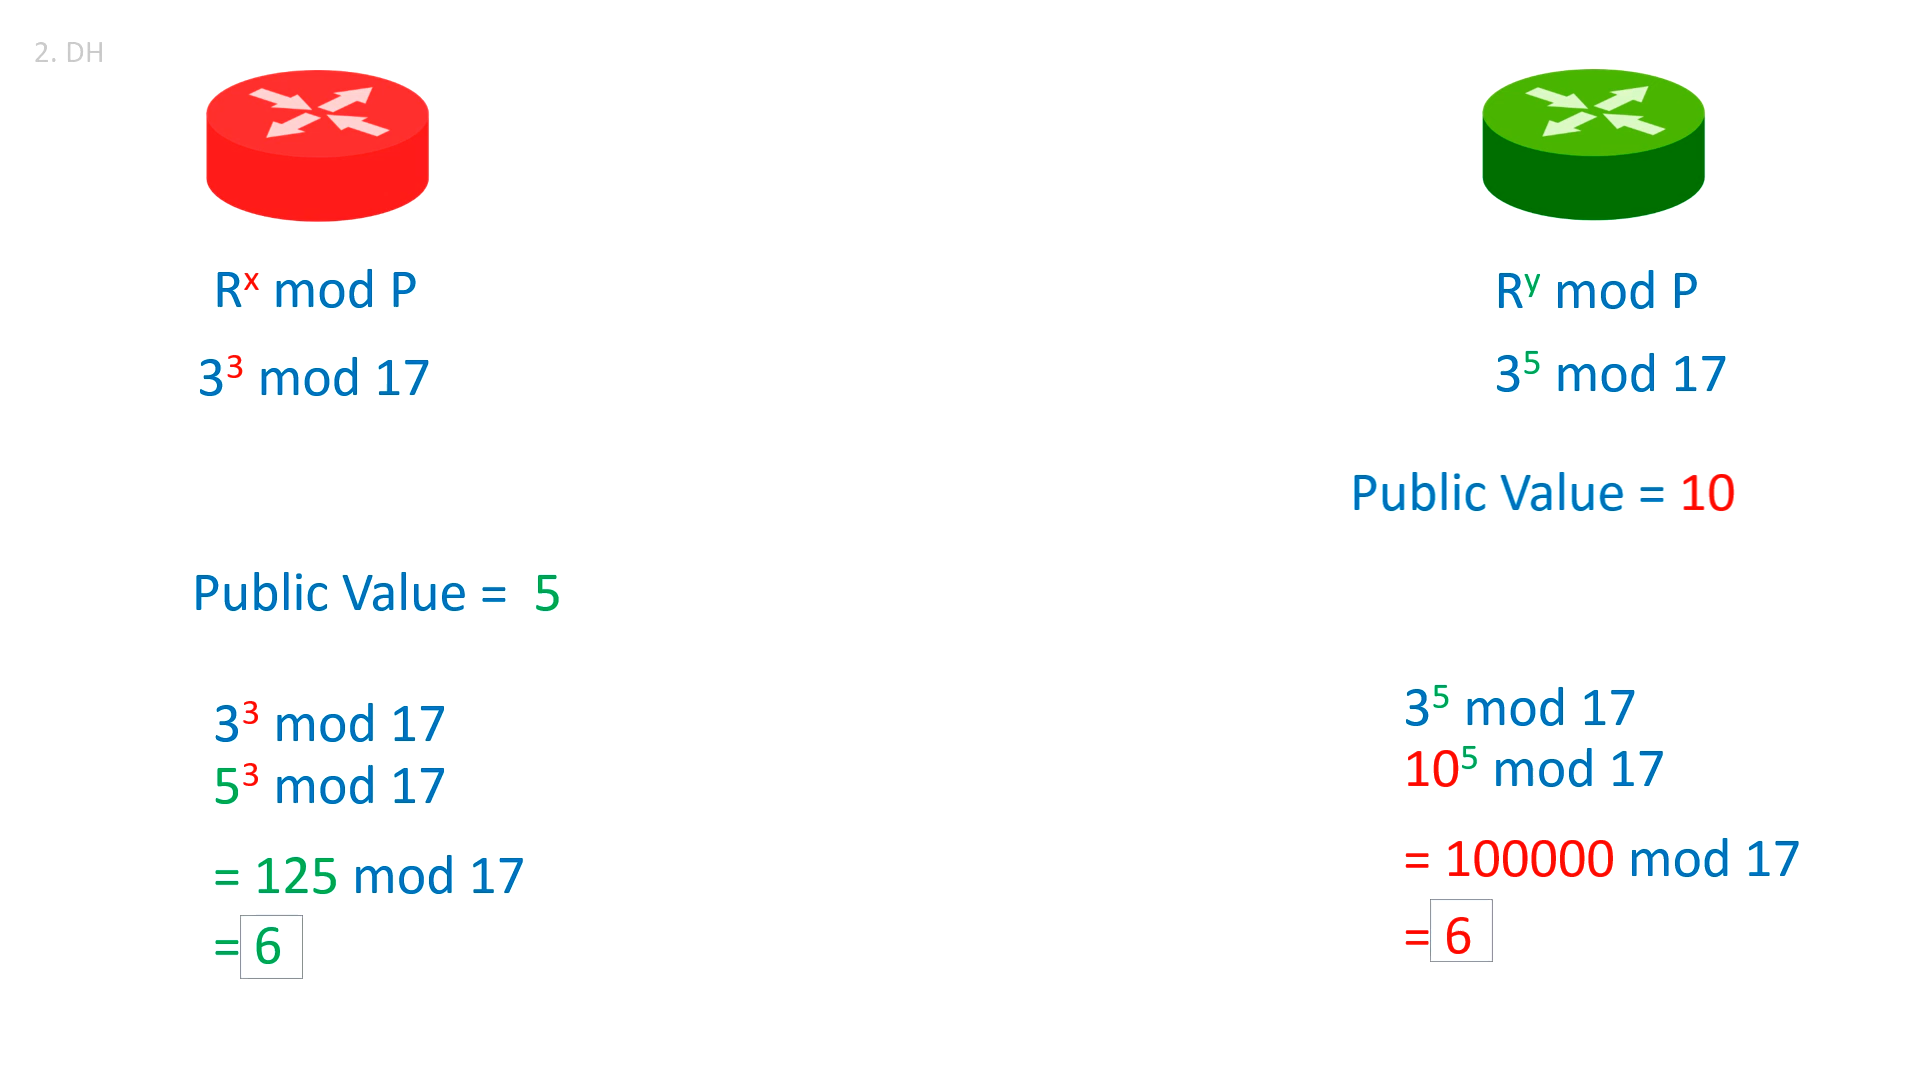 2. DH
Rˣ mod P
3³ mod 17
Public Value = 5
3³ mod 17
5³ mod 17
= 125 mod 17
= 6
Rʸ mod P
3⁵ mod 17
Public Value = 10
3⁵ mod 17
10⁵ mod 17
= 100000 mod 17
= 6